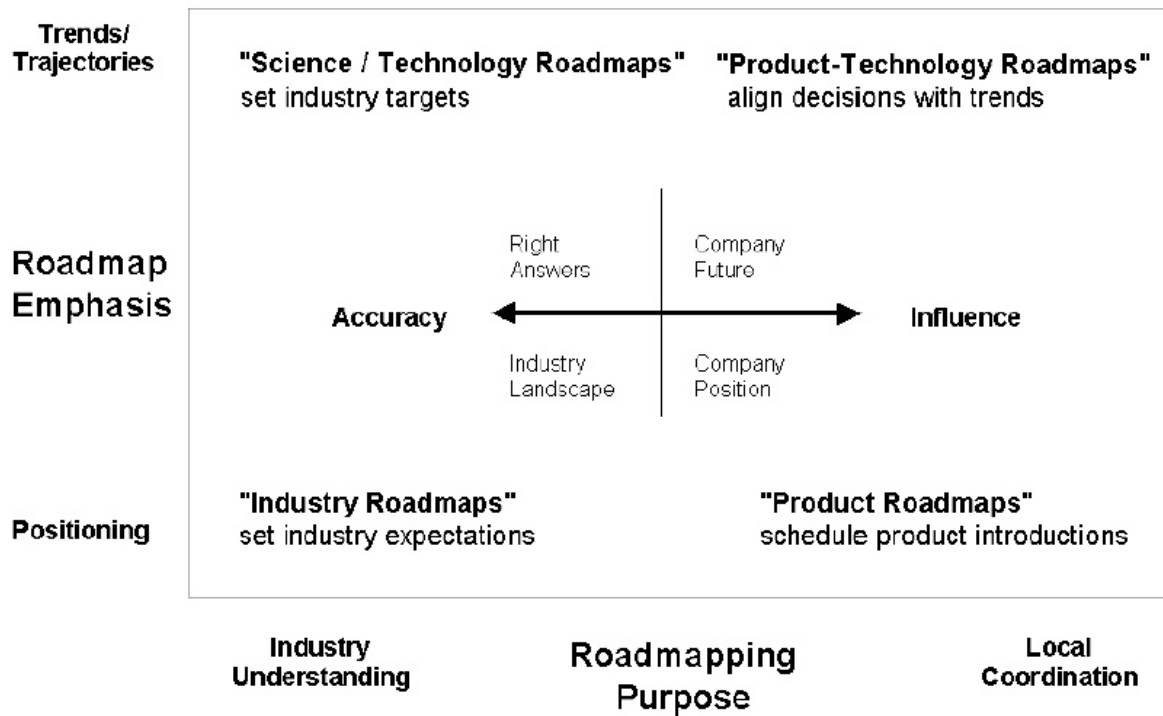 Trends/
Trajectories
"Science / Technology Roadmaps"
set industry targets
"Product-Technology Roadmaps"
align decisions with trends
Roadmap
Emphasis
Right
Answers
Company
Future
Accuracy
Influence
Industry
Landscape
Company
Position
Positioning
"Industry Roadmaps"
set industry expectations
"Product Roadmaps"
schedule product introductions
Industry
Understanding
Roadmapping
Purpose
Local
Coordination